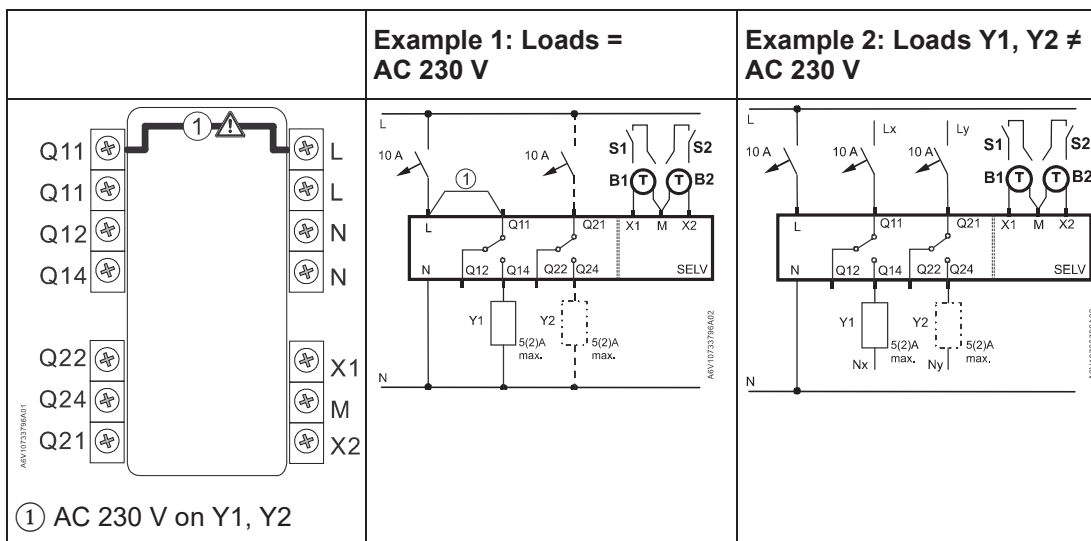 Example 1: Loads =
AC 230 V
Example 2: Loads Y1, Y2 ≠
AC 230 V
1
Q11 L
Q11 L
Q12 N
Q14 N
Q22 X1
Q24 M
Q21 X2
A6V10733796A01
① AC 230 V on Y1, Y2
L
10 A 10 A S1 S2
①
B1 T T B2
L Q11 Q21 X1 M X2
N Q12 Q14 Q22 Q24 SELV
Y1 Y2
5(2)A 5(2)A
max. max.
N
A6V10733796A02
L Lx Ly
10 A 10 A 10 A S1 S2
B1 T T B2
L Q11 Q21 X1 M X2
N Q12 Q14 Q22 Q24 SELV
Y1 Y2
5(2)A 5(2)A
max. max.
Nx Ny
N